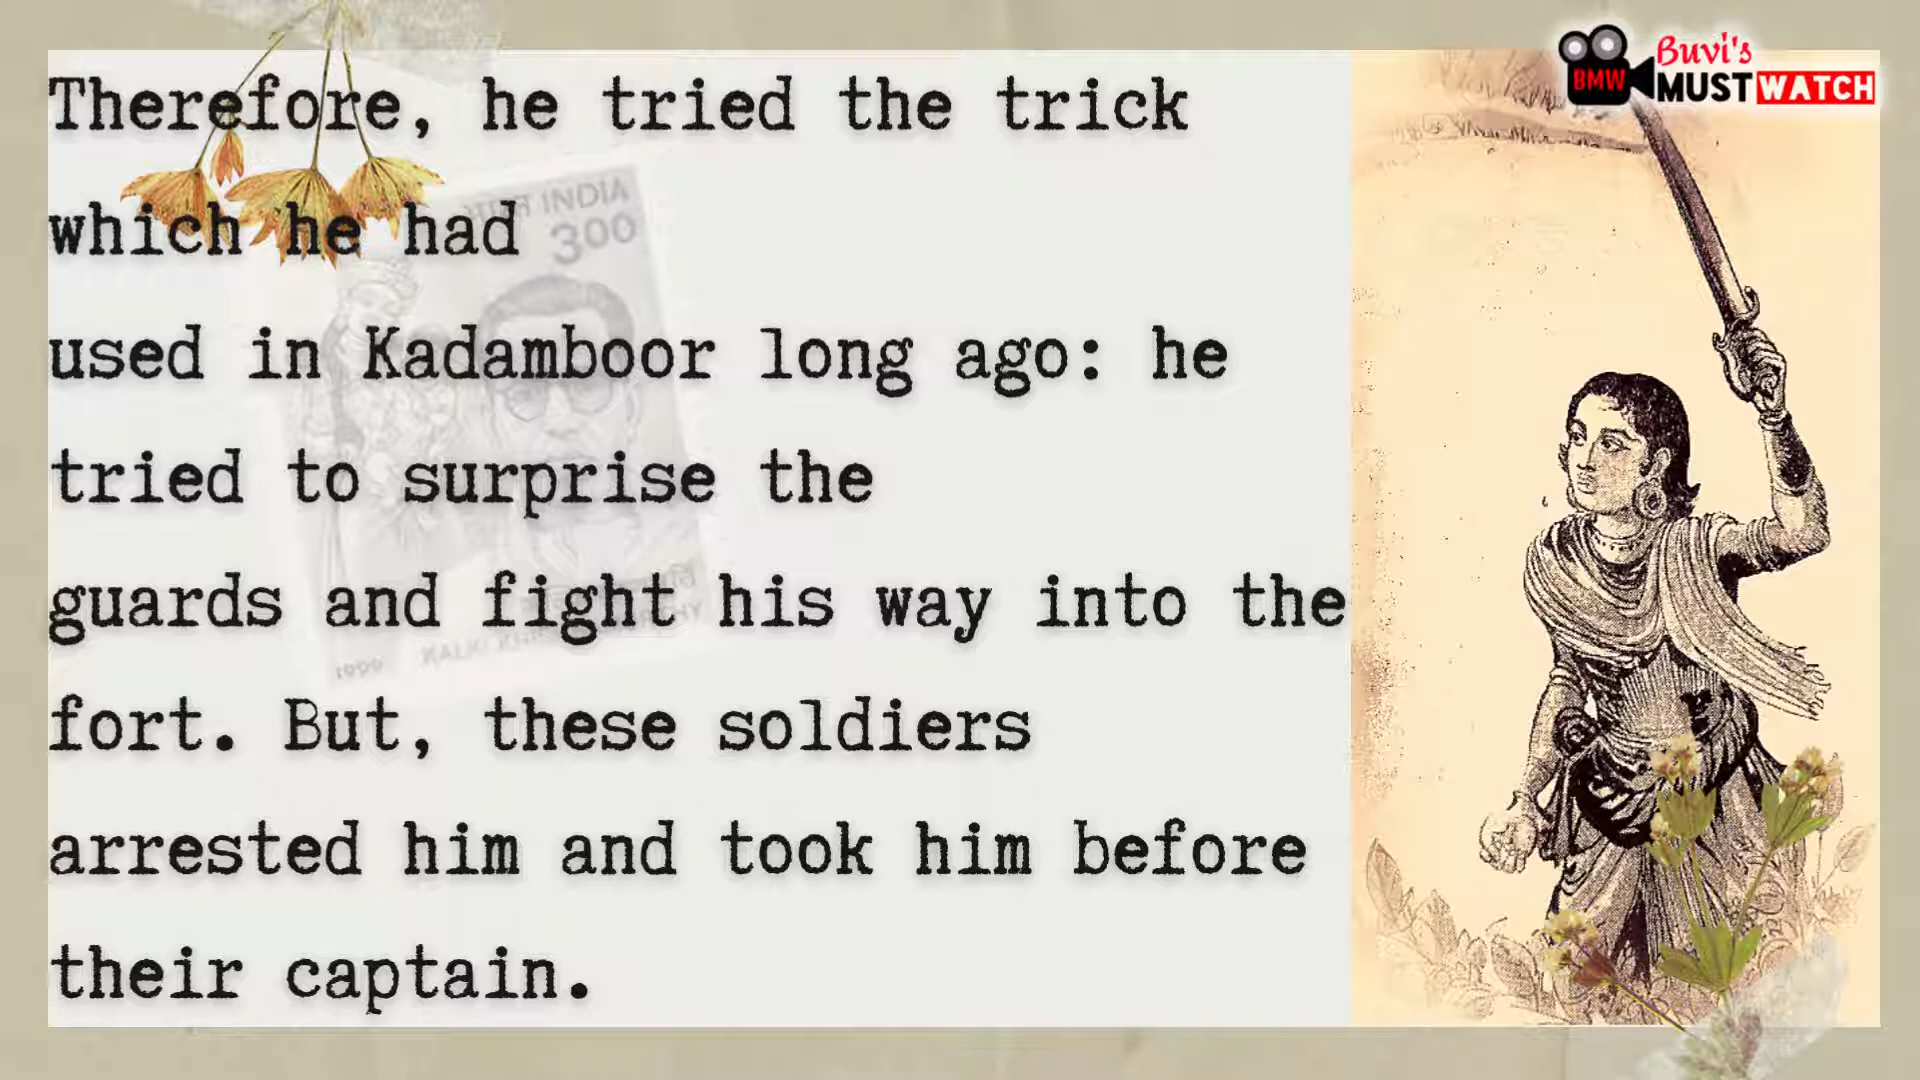 Therefore, he tried the trick
which he had
used in Kadamboor long ago: he
tried to surprise the
guards and fight his way into the
fort. But, these soldiers
arrested him and took him before
their captain.
BMW
Buvi's
MUST WATCH
INDIA
300
1999